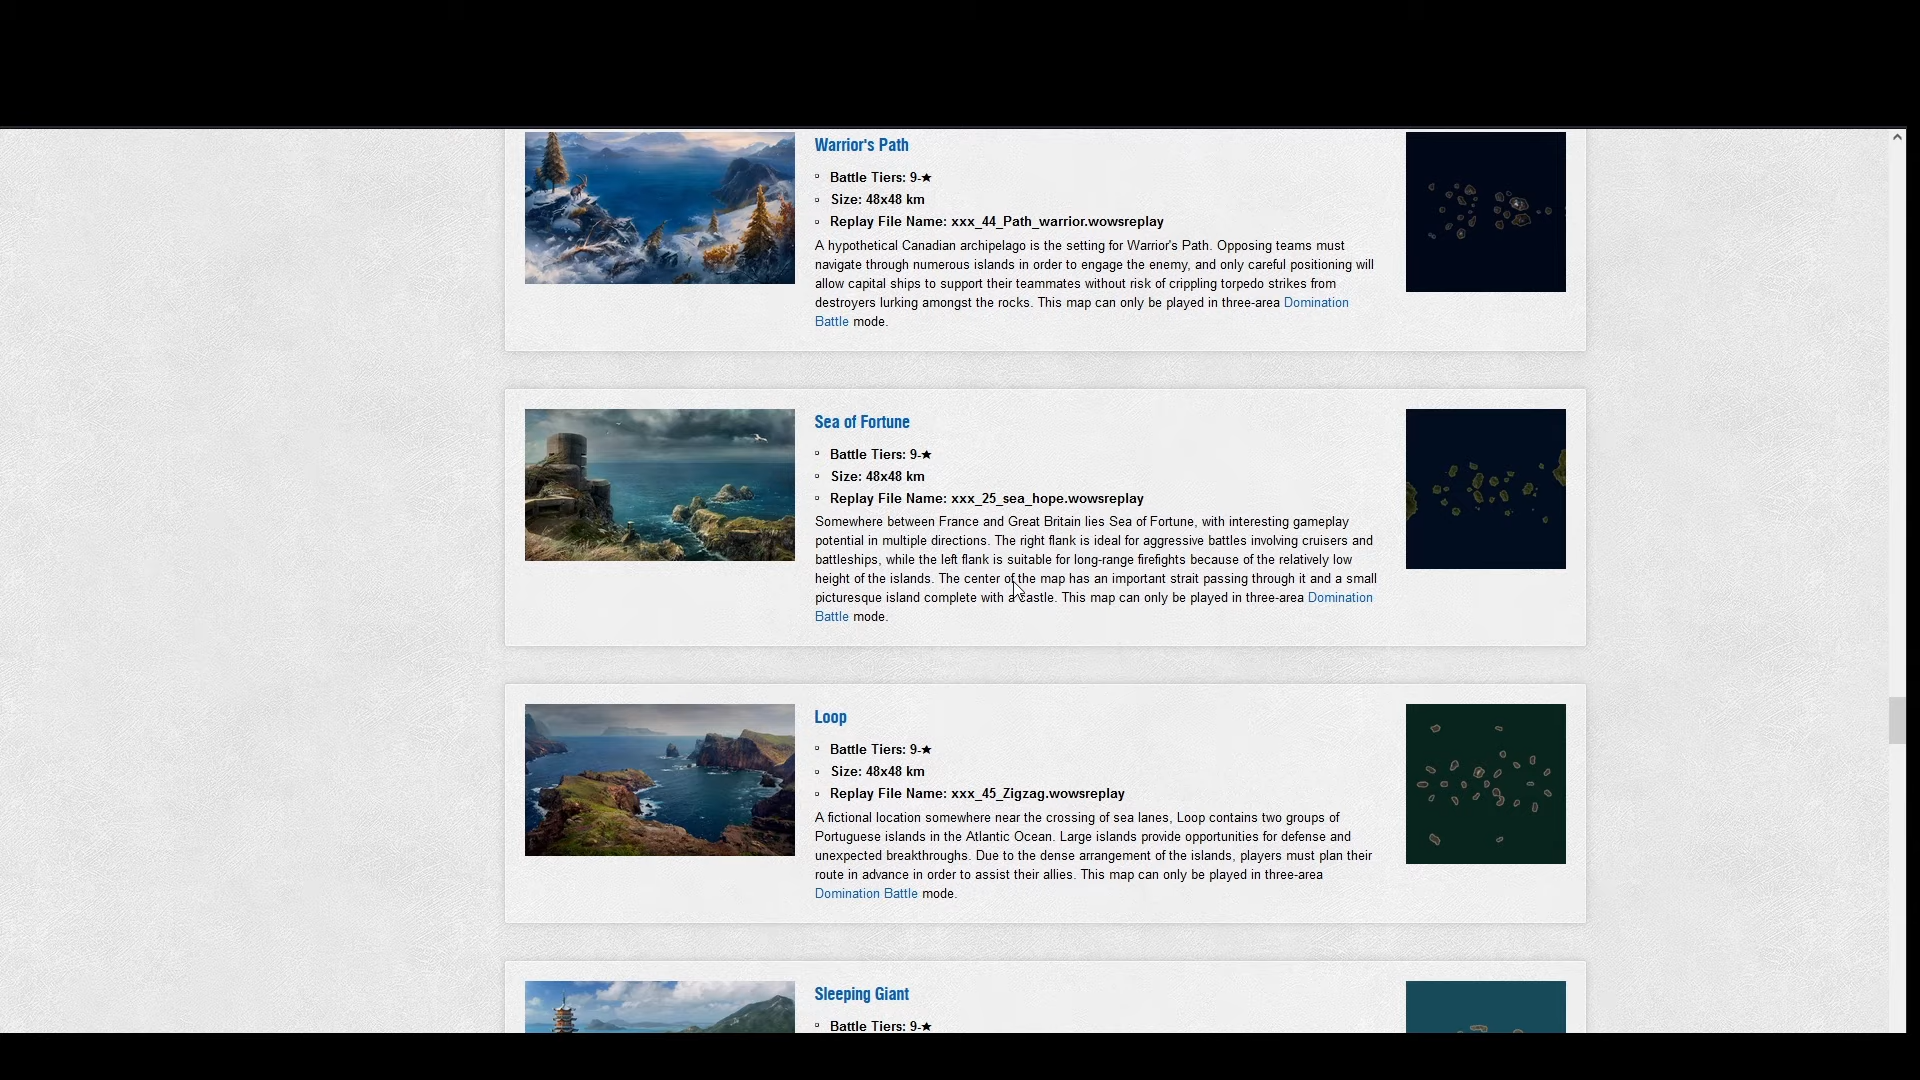 Warrior's Path
Battle Tiers: 9-★
Size: 48x48 km
Replay File Name: xxx_44_Path_warrior.wowsreplay
A hypothetical Canadian archipelago is the setting for Warrior's Path. Opposing teams must
navigate through numerous islands in order to engage the enemy, and only careful positioning will
allow capital ships to support their teammates without risk of crippling torpedo strikes from
destroyers lurking amongst the rocks. This map can only be played in three-area Domination
Battle mode.
Sea of Fortune
Battle Tiers: 9-★
Size: 48x48 km
Replay File Name: xxx_25_sea_hope.wowsreplay
Somewhere between France and Great Britain lies Sea of Fortune, with interesting gameplay
potential in multiple directions. The right flank is ideal for aggressive battles involving cruisers and
battleships, while the left flank is suitable for long-range firefights because of the relatively low
height of the islands. The center of the map has an important strait passing through it and a small
picturesque island complete with a castle. This map can only be played in three-area Domination
Battle mode.
Loop
Battle Tiers: 9-★
Size: 48x48 km
Replay File Name: xxx_45_Zigzag.wowsreplay
A fictional location somewhere near the crossing of sea lanes, Loop contains two groups of
Portuguese islands in the Atlantic Ocean. Large islands provide opportunities for defense and
unexpected breakthroughs. Due to the dense arrangement of the islands, players must plan their
route in advance in order to assist their allies. This map can only be played in three-area
Domination Battle mode.
Sleeping Giant
Battle Tiers: 9-★